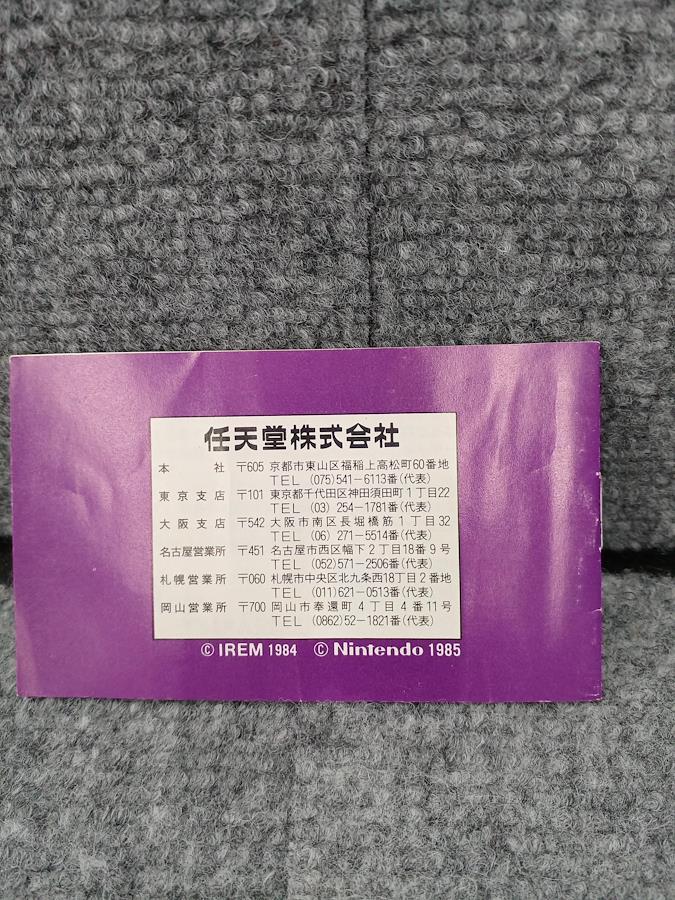 任天堂株式会社
本 社 〒605 京都市東山区福稲上高松町60番地
TEL (075)541-6113番(代表)
東京支店 〒101 東京都千代田区神田須田町1丁目22
TEL (03) 254-1781番(代表)
大阪支店 〒542 大阪市南区長堀橋筋1丁目32
TEL (06) 271-5514番(代表)
名古屋営業所 〒451 名古屋市西区幅下2丁目18番9号
TEL (052)571-2506番(代表)
札幌営業所 〒060 札幌市中央区北九条西18丁目2番地
TEL (011)621-0513番(代表)
岡山営業所 〒700 岡山市奉還町4丁目4番11号
TEL (0862)52-1821番(代表)
© IREM 1984 © Nintendo 1985